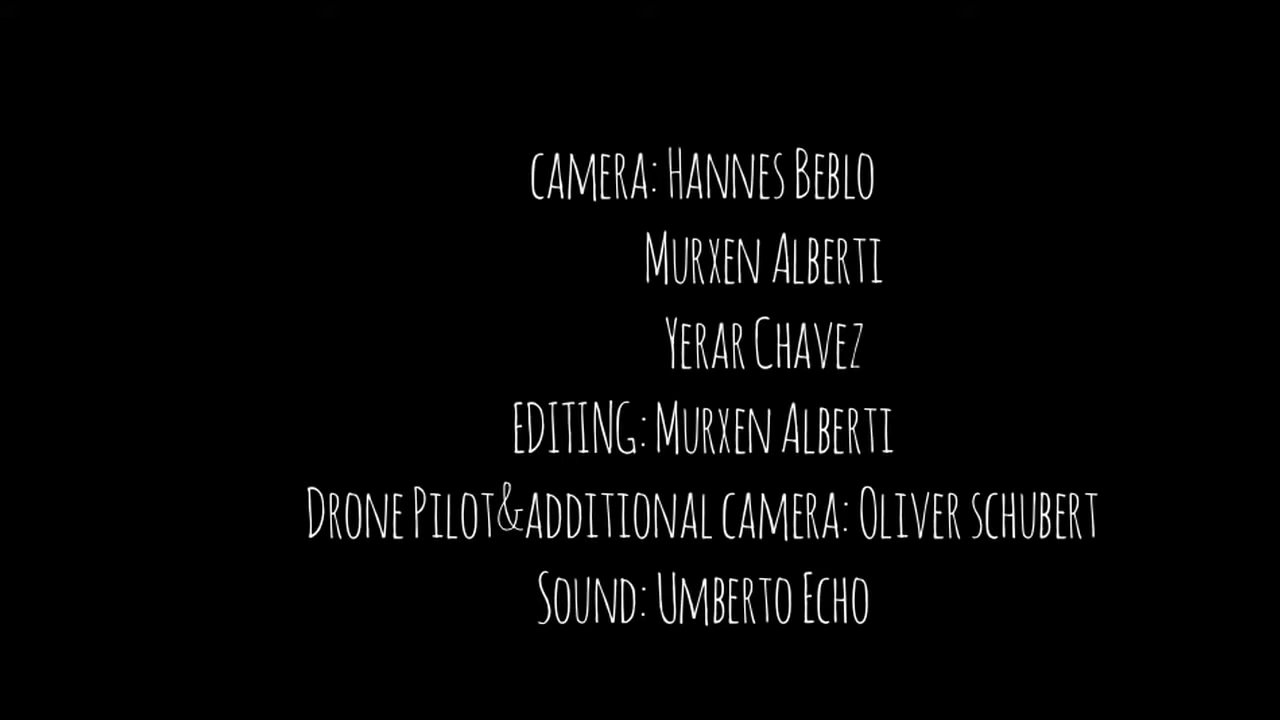 camera: Hannes Beblo
Murxen Alberti
Yerar Chavez
EDITING: Murxen Alberti
Drone Pilot&additional camera: Oliver schubert
Sound: Umberto Echo